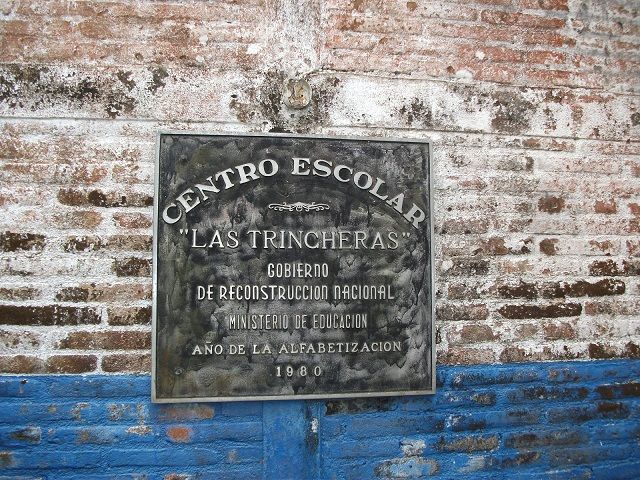 CENTRO ESCOLAR
"LAS TRINCHERAS"
GOBIERNO
DE RECONSTRUCCION NACIONAL
MINISTERIO DE EDUCACION
AÑO DE LA ALFABETIZACION
1980